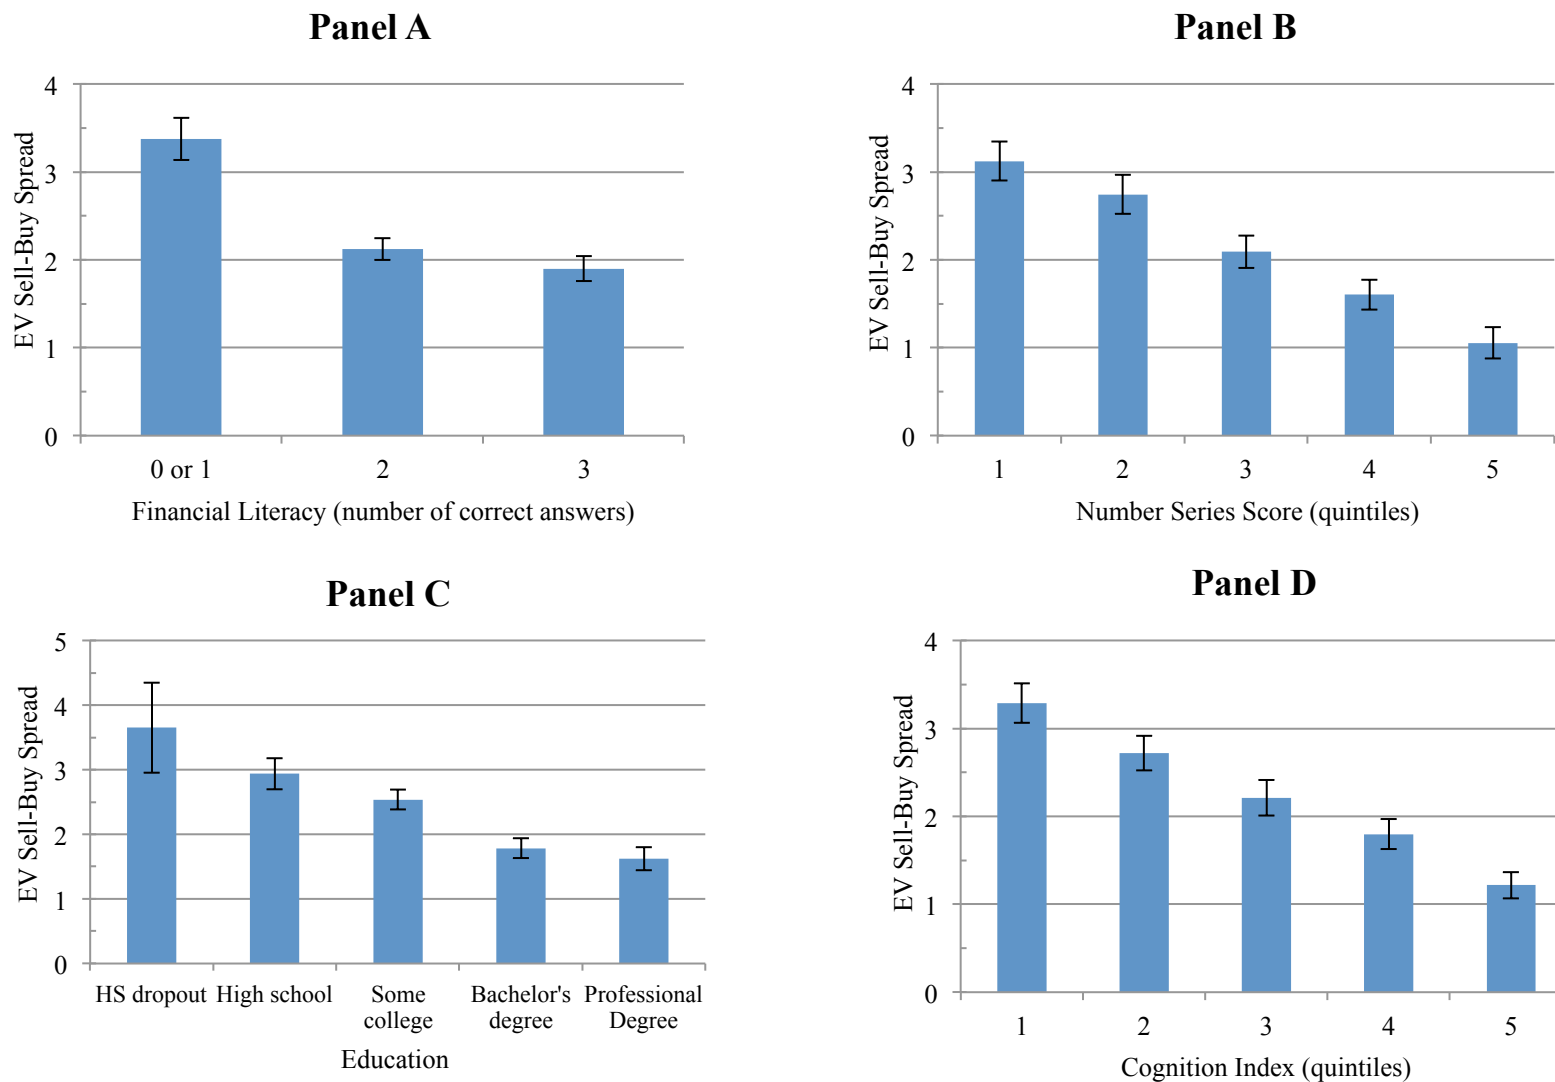 Panel A
EV Sell-Buy Spread
4
3
2
1
0
0 or 1 2 3
Financial Literacy (number of correct answers)
Panel B
EV Sell-Buy Spread
4
3
2
1
0
1 2 3 4 5
Number Series Score (quintiles)
Panel C
EV Sell-Buy Spread
5
4
3
2
1
0
HS dropout High school Some college Bachelor's degree Professional Degree
Education
Panel D
EV Sell-Buy Spread
4
3
2
1
0
1 2 3 4 5
Cognition Index (quintiles)